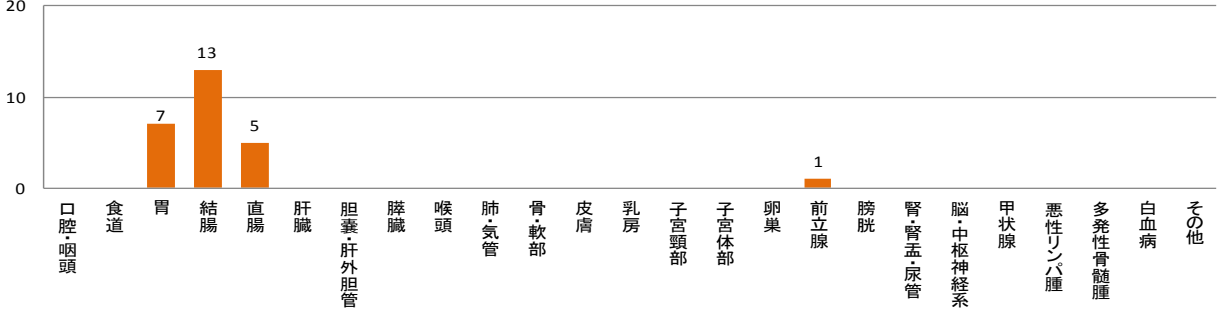 20
10
0
7
13
5
1
口腔・咽頭
食道
胃
結腸
直腸
肝臓
胆嚢・肝外胆管
膵臓
喉頭
肺・気管
骨・軟部
皮膚
乳房
子宮頸部
子宮体部
卵巣
前立腺
膀胱
腎・腎盂・尿管
脳・中枢神経系
甲状腺
悪性リンパ腫
多発性骨髄腫
白血病
その他